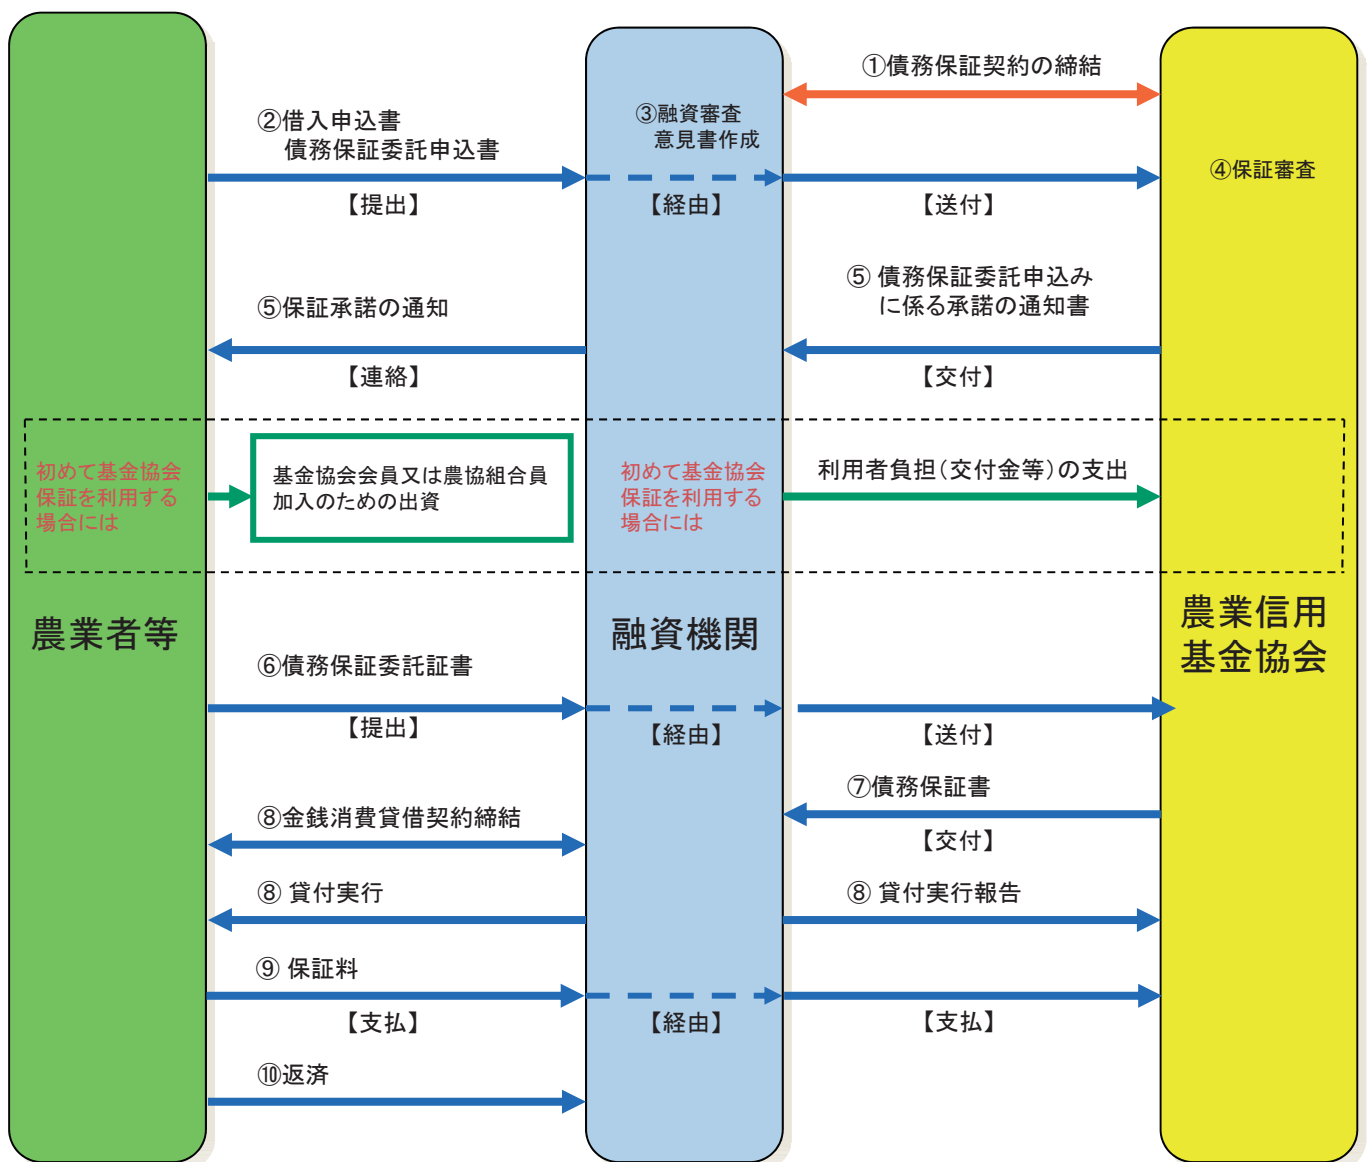 ①債務保証契約の締結
②借入申込書
債務保証委託申込書
③融資審査
意見書作成
④保証審査
【提出】
【経由】
【送付】
⑤保証承諾の通知
⑤ 債務保証委託申込み
に係る承諾の通知書
【連絡】
【交付】
初めて基金協会
保証を利用する
場合には
基金協会会員又は農協組合員
加入のための出資
初めて基金協会
保証を利用する
場合には
利用者負担(交付金等)の支出
農業者等
融資機関
農業信用
基金協会
⑥債務保証委託証書
【提出】
【経由】
【送付】
⑦債務保証書
【交付】
⑧金銭消費貸借契約締結
⑧ 貸付実行
⑧ 貸付実行報告
⑨ 保証料
【支払】
【経由】
【支払】
⑩返済